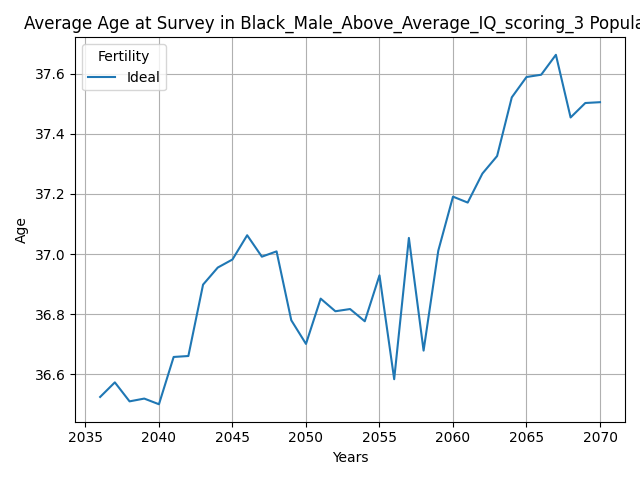 Average Age at Survey in Black_Male_Above_Average_IQ_scoring_3 Popula
Fertility
Ideal
37.6
37.4
37.2
37.0
36.8
36.6
Age
2035 2040 2045 2050 2055 2060 2065 2070
Years